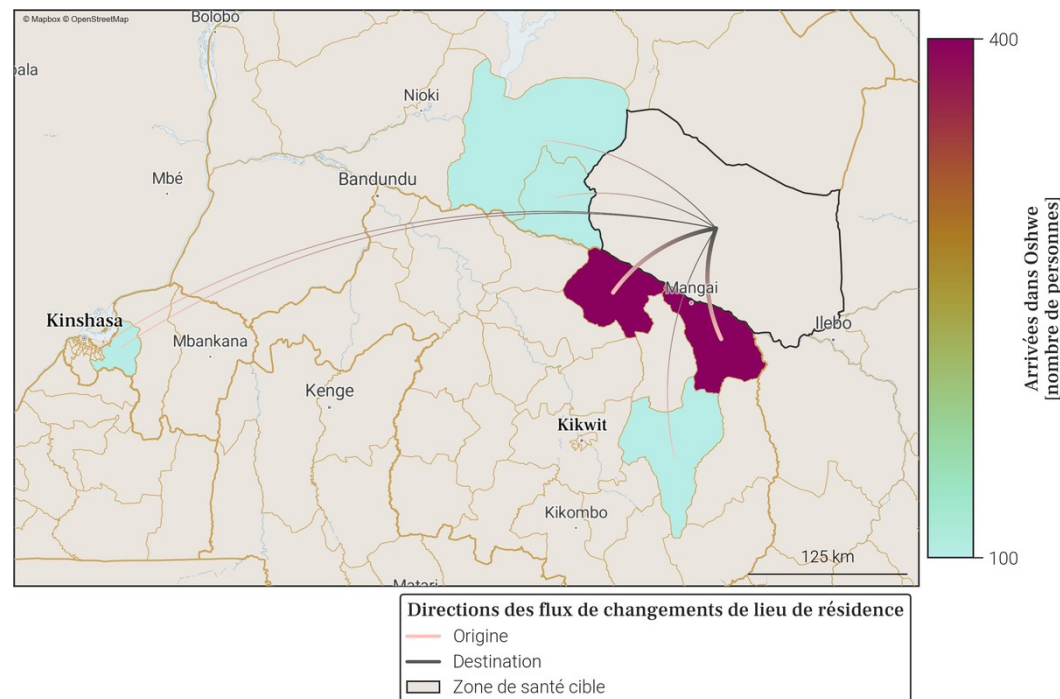 © Mapbox © OpenStreetMap
Bolobo
ala
Nioki
Mbé
Bandundu
Mangai
Kinshasa
Mbankana
Ilebo
Kenge
Kikwit
Kikombo
125 km
Matari
400
100
Arrivées dans Oshwe
[nombre de personnes]
Directions des flux de changements de lieu de résidence
Origine
Destination
Zone de santé cible